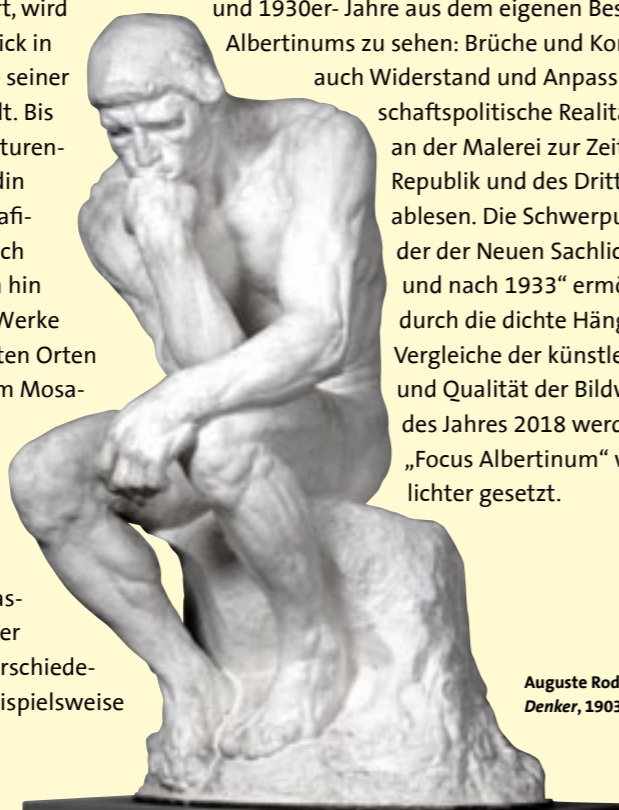 t, wird
ick in
seiner
lt. Bis
turen-
din
afi-
ch
hin
Werke
ten Orten
m Mosa-
as-
er
rschiede-
ispielsweise
und 1930er- Jahre aus dem eigenen Bes
Albertinums zu sehen: Brüche und Kon
auch Widerstand und Anpass
schaftspolitische Realitä
an der Malerei zur Zeit
Republik und des Dritt
ablesen. Die Schwerpu
der der Neuen Sachlic
und nach 1933“ ermö
durch die dichte Häng
Vergleiche der künstle
und Qualität der Bildw
des Jahres 2018 werd
„Focus Albertinum“ w
lichter gesetzt.
Auguste Rod
Denker, 1903